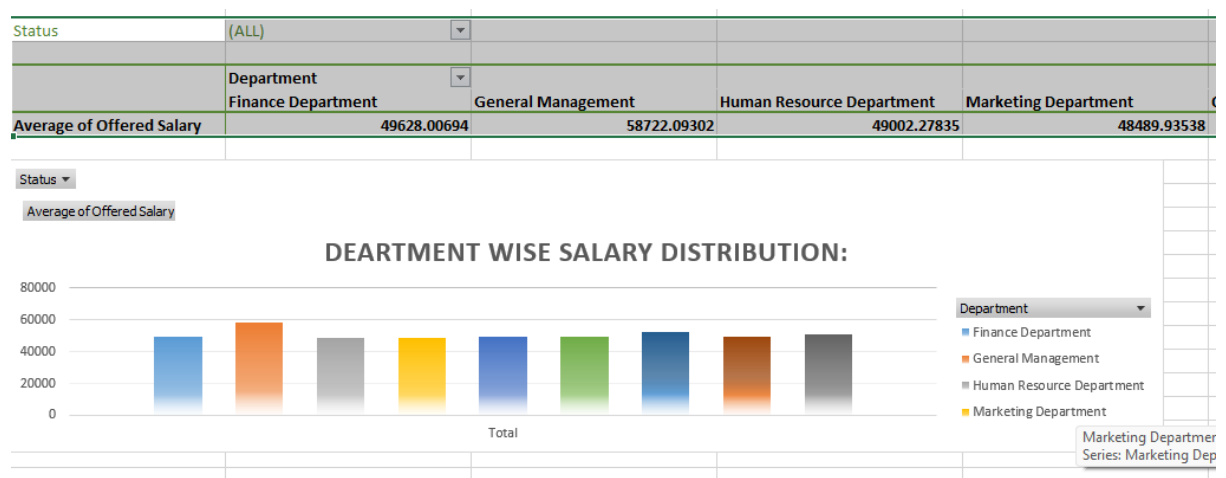 Status (ALL)
Department
Finance Department General Management Human Resource Department Marketing Department
Average of Offered Salary 49628.00694 58722.09302 49002.27835 48489.93538
Status
Average of Offered Salary
DEARTMENT WISE SALARY DISTRIBUTION:
80000
60000
40000
20000
0
Total
Department
Finance Department
General Management
Human Resource Department
Marketing Department
Marketing Departmen
Series: Marketing Dep